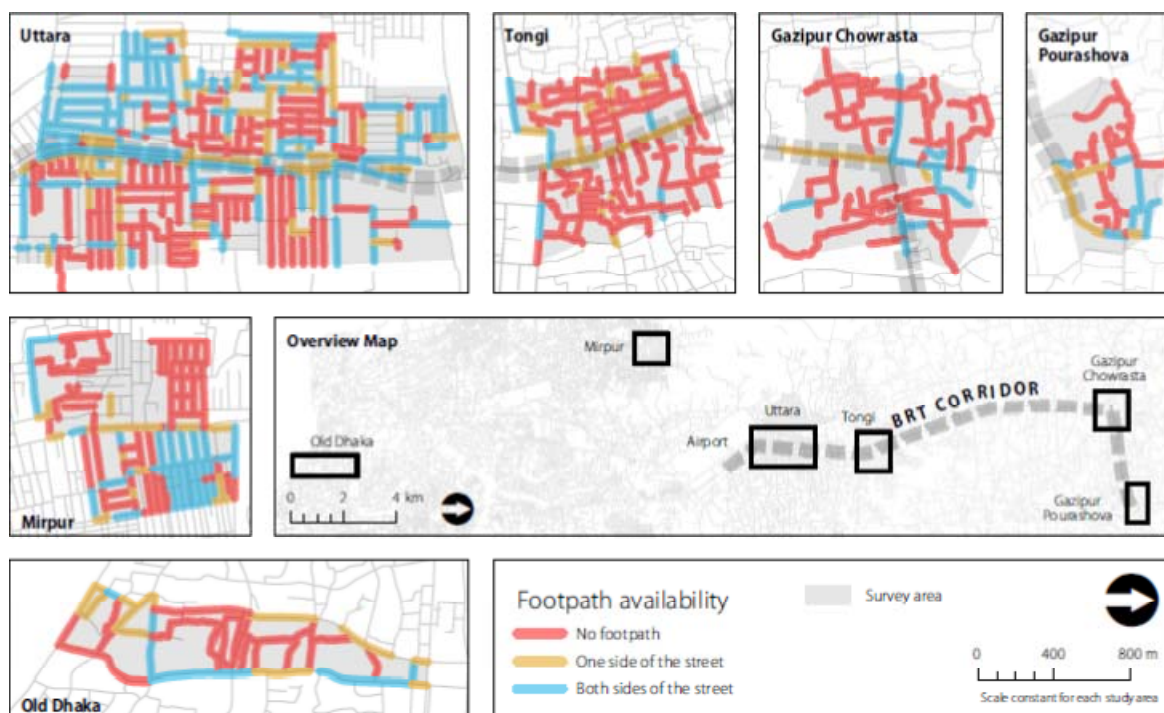 Uttara
Tongi
Gazipur Chowrasta
Gazipur
Pourashova
Mirpur
Overview Map
Mirpur
Old Dhaka
0 2 4 km
Airport
Uttara
Tongi
BRT CORRIDOR
Gazipur
Chowrasta
Gazipur
Pourashova
Old Dhaka
Footpath availability
No footpath
One side of the street
Both sides of the street
Survey area
0 400 800 m
Scale constant for each study area